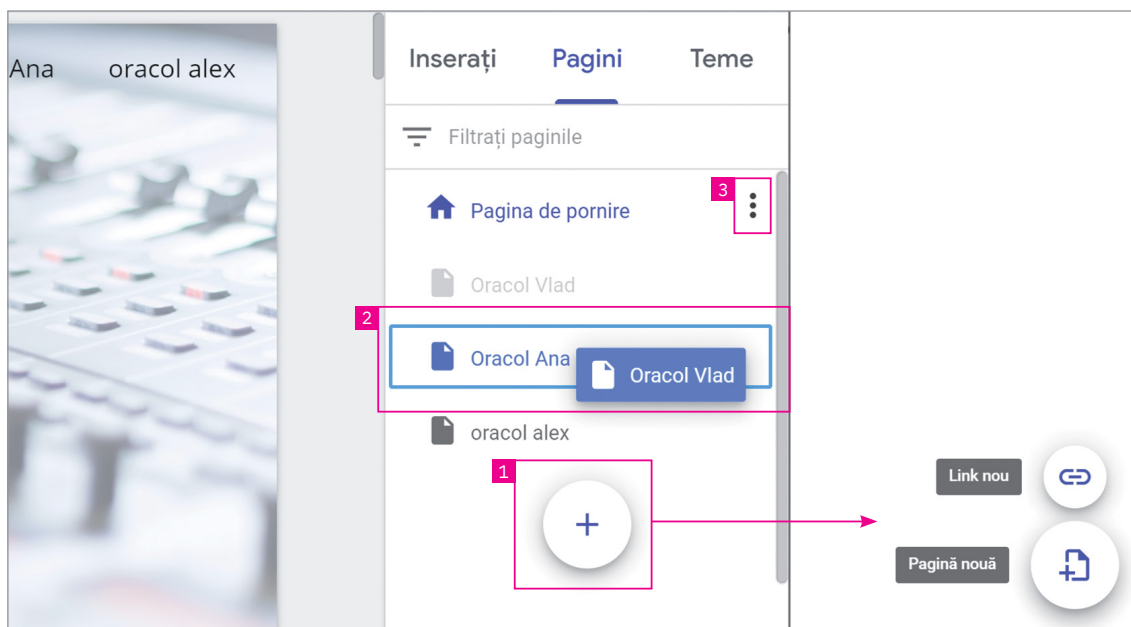 Ana oracol alex
Inserați Pagini Teme
Filtrați paginile
3
Pagina de pornire
Oracol Vlad
2
Oracol Ana
Oracol Vlad
oracol alex
1
Link nou
Pagină nouă